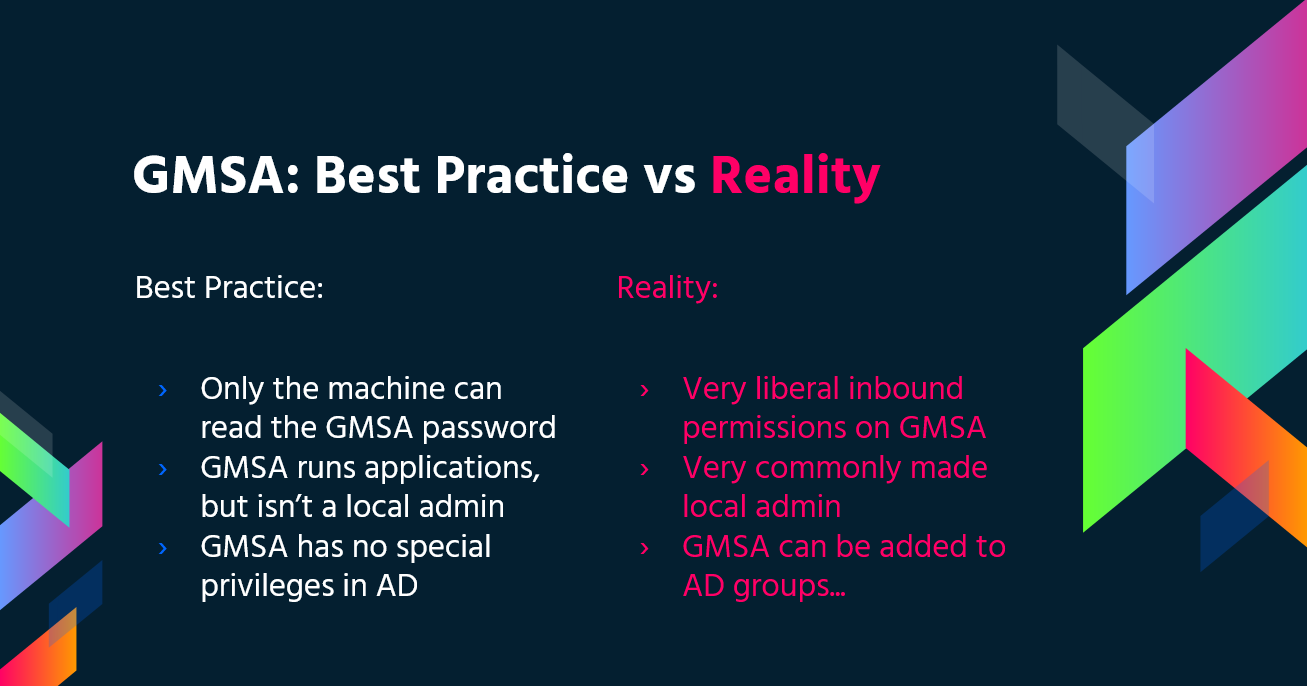 GMSA: Best Practice vs Reality
Best Practice:
› Only the machine can
read the GMSA password
› GMSA runs applications,
but isn’t a local admin
› GMSA has no special
privileges in AD
Reality:
› Very liberal inbound
permissions on GMSA
› Very commonly made
local admin
› GMSA can be added to
AD groups...